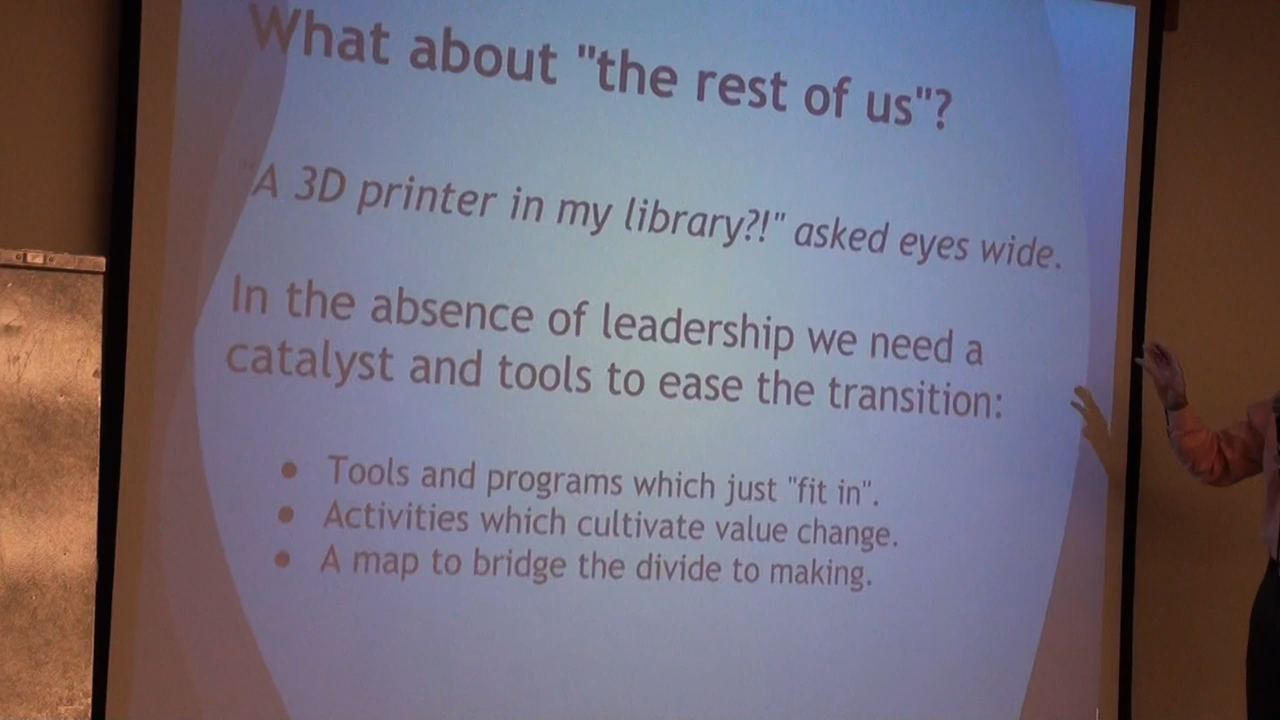 What about "the rest of us"?
"A 3D printer in my library?!" asked eyes wide.
In the absence of leadership we need a
catalyst and tools to ease the transition:
• Tools and programs which just "fit in".
• Activities which cultivate value change.
• A map to bridge the divide to making.